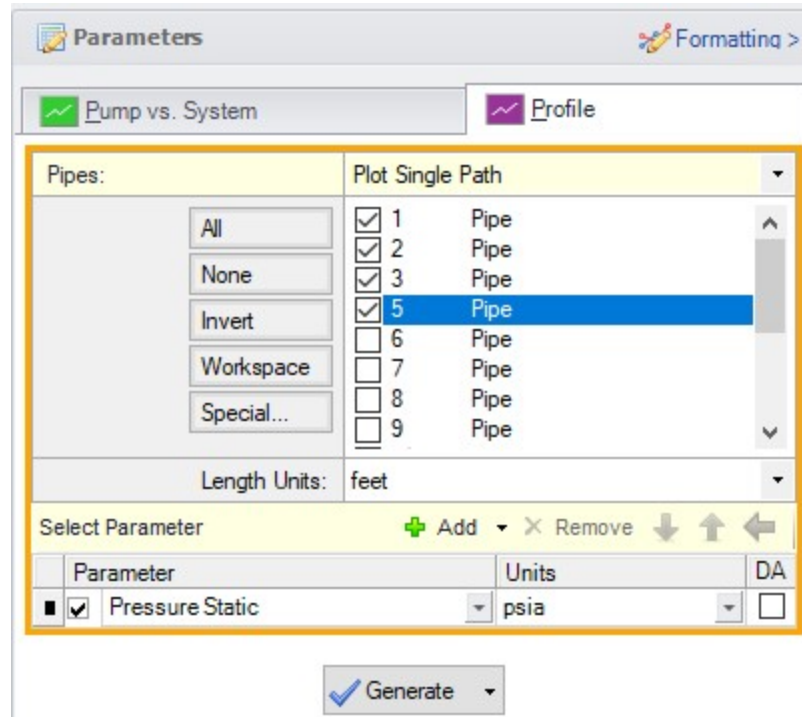 Parameters
Formatting >
Pump vs. System
Profile
Pipes:
Plot Single Path
All
None
Invert
Workspace
Special...
1 Pipe
2 Pipe
3 Pipe
5 Pipe
6 Pipe
7 Pipe
8 Pipe
9 Pipe
Length Units: feet
Select Parameter
Add
Remove
Parameter Units DA
Pressure Static psia
Generate